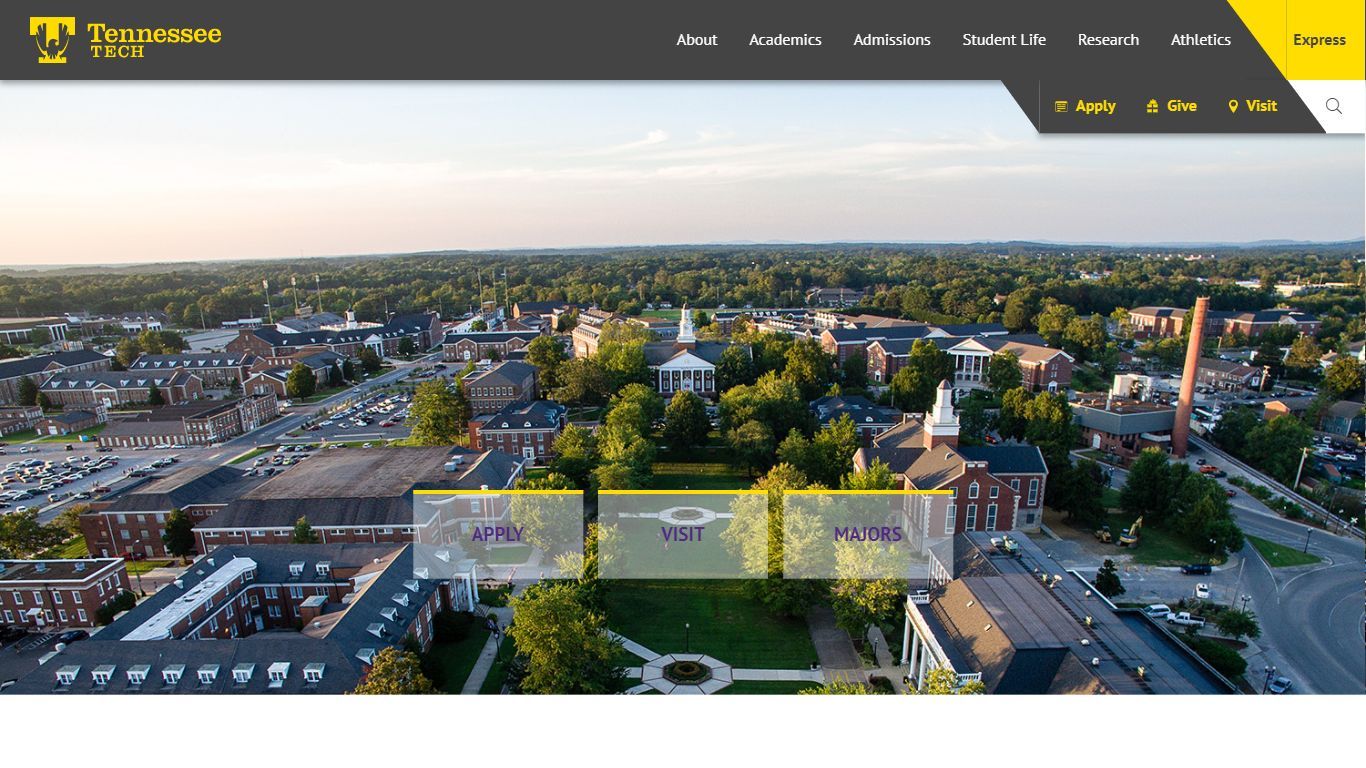 Tennessee
TECH
About Academics Admissions Student Life Research Athletics Express
Apply Give Visit
APPLY VISIT MAJORS